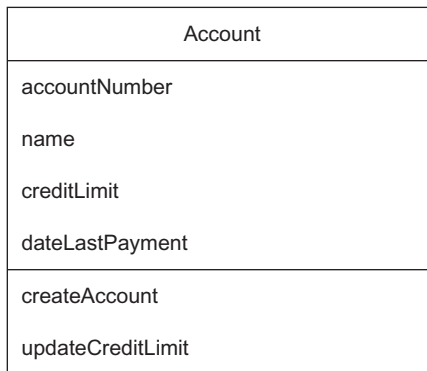 Account
accountNumber
name
creditLimit
dateLastPayment
createAccount
updateCreditLimit